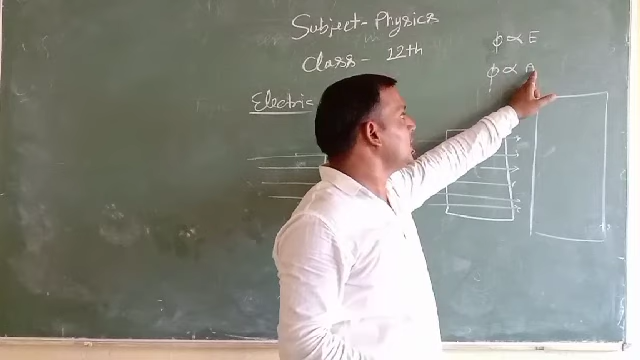 Subject - Physics
Class - 12th
Electric
ϕ ∝ E
ϕ ∝